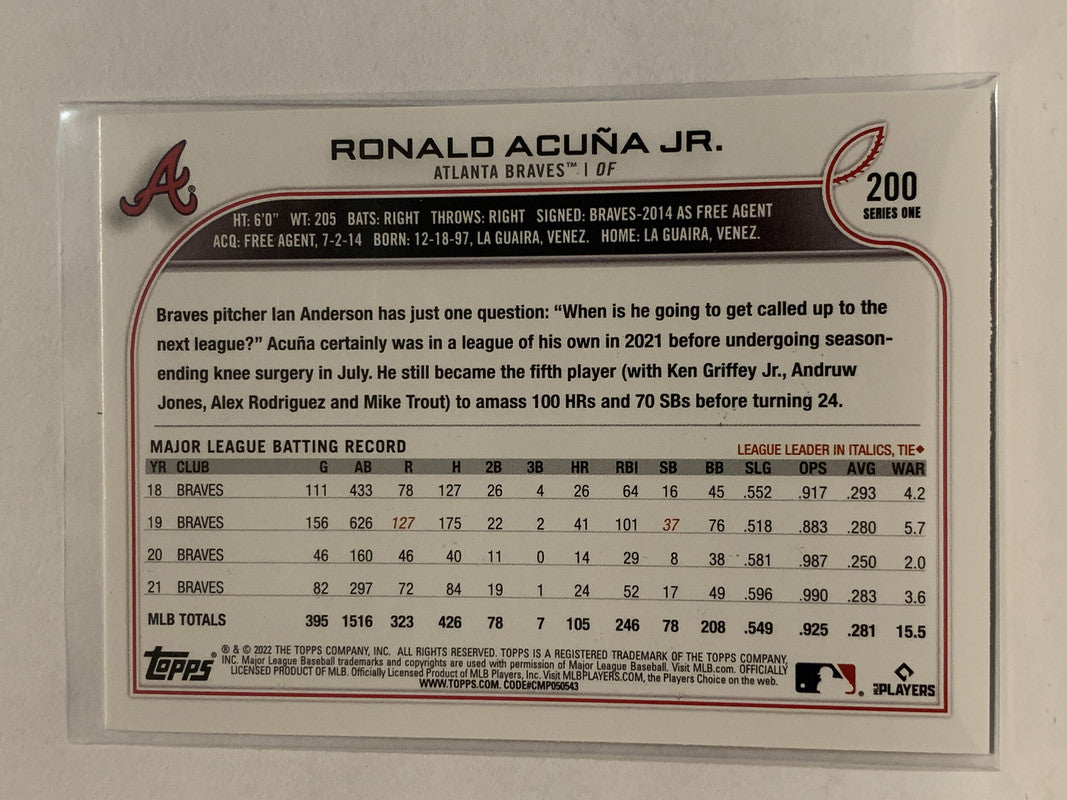 RONALD ACUÑA JR.
ATLANTA BRAVES™ | OF
A®
200
SERIES ONE
HT: 6'0" WT: 205 BATS: RIGHT THROWS: RIGHT SIGNED: BRAVES-2014 AS FREE AGENT
ACQ: FREE AGENT, 7-2-14 BORN: 12-18-97, LA GUAIRA, VENEZ. HOME: LA GUAIRA, VENEZ.
Braves pitcher Ian Anderson has just one question: “When is he going to get called up to the
next league?” Acuña certainly was in a league of his own in 2021 before undergoing season-
ending knee surgery in July. He still became the fifth player (with Ken Griffey Jr., Andruw
Jones, Alex Rodriguez and Mike Trout) to amass 100 HRs and 70 SBs before turning 24.
MAJOR LEAGUE BATTING RECORD LEAGUE LEADER IN ITALICS, TIE◆
YR CLUB G AB R H 2B 3B HR RBI SB BB SLG OPS AVG WAR
18 BRAVES 111 433 78 127 26 4 26 64 16 45 .552 .917 .293 4.2
19 BRAVES 156 626 127 175 22 2 41 101 37 76 .518 .883 .280 5.7
20 BRAVES 46 160 46 40 11 0 14 29 8 38 .581 .987 .250 2.0
21 BRAVES 82 297 72 84 19 1 24 52 17 49 .596 .990 .283 3.6
MLB TOTALS 395 1516 323 426 78 7 105 246 78 208 .549 .925 .281 15.5
Topps®
® & © 2022 THE TOPPS COMPANY, INC. ALL RIGHTS RESERVED. TOPPS IS A REGISTERED TRADEMARK OF THE TOPPS COMPANY,
INC. Major League Baseball trademarks and copyrights are used with permission of Major League Baseball. Visit MLB.com. OFFICIALLY
LICENSED PRODUCT OF MLB. Officially Licensed Product of MLB Players, Inc. Visit MLBPLAYERS.COM, the Players Choice on the web.
WWW.TOPPS.COM. CODE#CMP050543
MLB PLAYERS